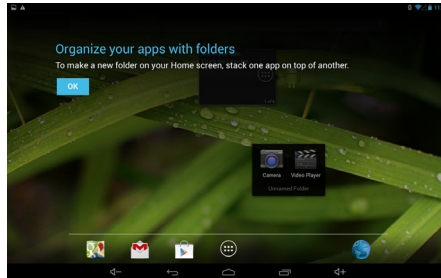 Organize your apps with folders
To make a new folder on your Home screen, stack one app on top of another.
OK
Camera Video Player
Unnamed Folder